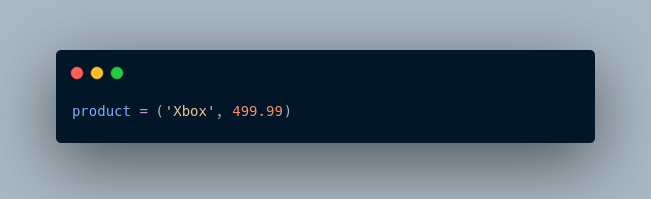 product = ('Xbox', 499.99)